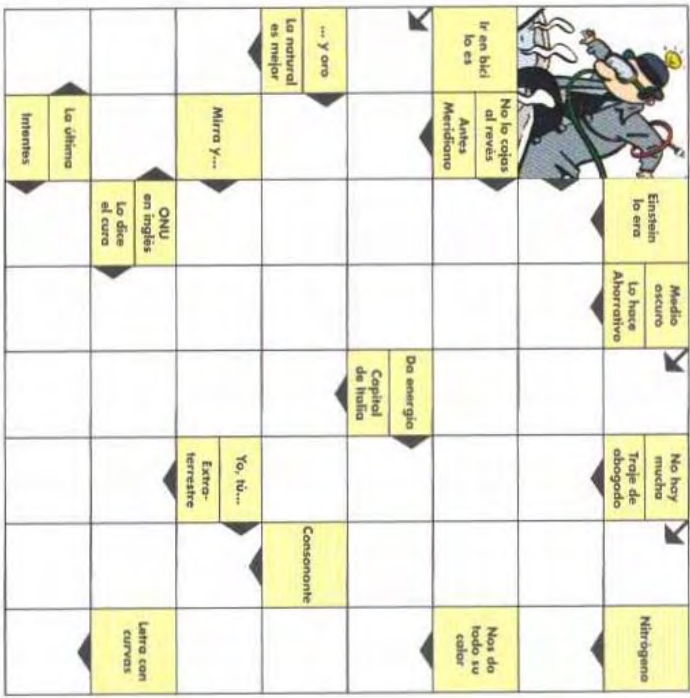 Einstein
lo era
Medio
oscuro
Lo hace
Ahorrativo
No hay
mucha
Traje de
abogado
Nitrógeno
Ir en bici
lo es
No lo cojas
al revés
Antes
Meridiano
Nos da
todo su
calor
Da energía
Capital
de Italia
... y oro
La natural
es mejor
Consonante
Mirra y...
Yo, tú...
Extra-
terrestre
ONU
en inglés
Lo dice
el cura
Letra con
curvas
La última
Intentes